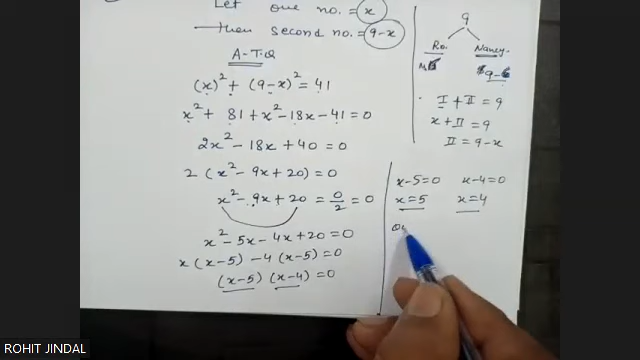 Let one no. = x
Then second no. = 9-x
A-T-Q
(x)² + (9-x)² = 41
x² + 81 + x² - 18x - 41 = 0
2x² - 18x + 40 = 0
2 (x² - 9x + 20) = 0
x² - 9x + 20 = 0/2 = 0
x² - 5x - 4x + 20 = 0
x (x-5) - 4 (x-5) = 0
(x-5) (x-4) = 0
9
Ro. Nancy.
9-
I + II = 9
x + II = 9
II = 9 - x
x-5=0 x-4=0
x=5 x=4
ROHIT JINDAL